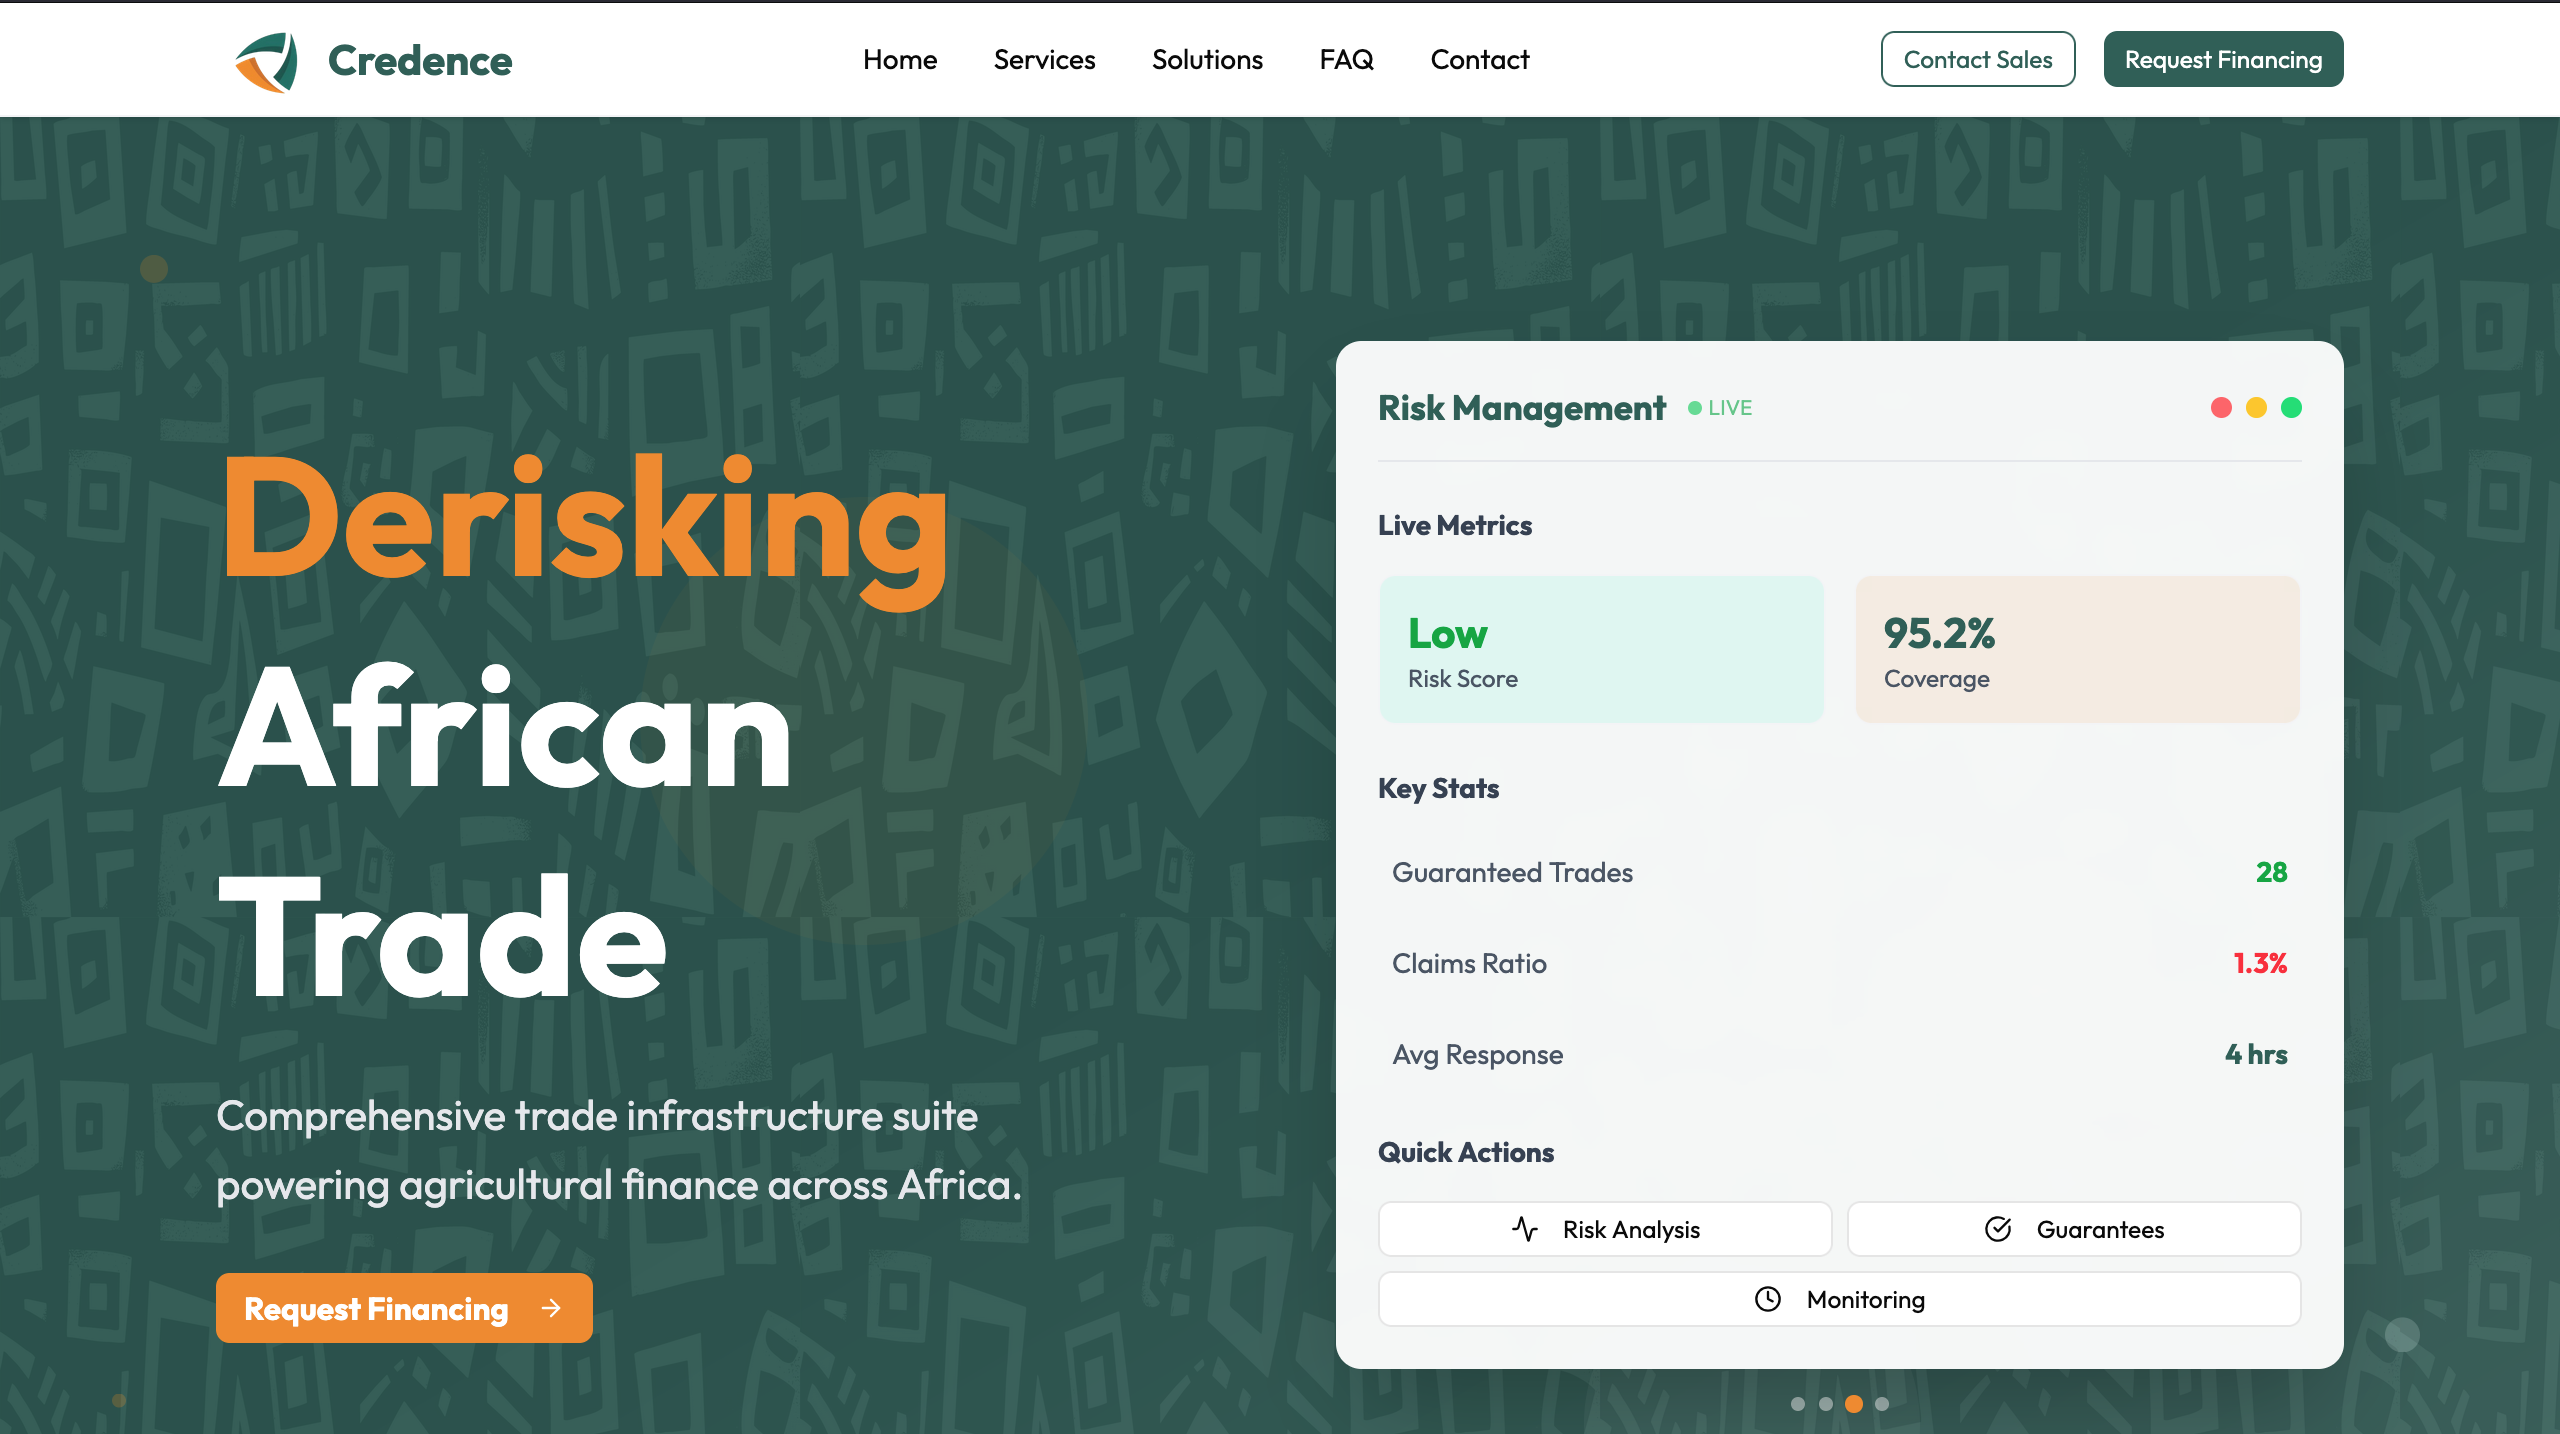 Credence
Home
Services
Solutions
FAQ
Contact
Contact Sales
Request Financing
Derisking
African
Trade
Comprehensive trade infrastructure suite
powering agricultural finance across Africa.
Request Financing
Risk Management
LIVE
Live Metrics
Low
Risk Score
95.2%
Coverage
Key Stats
Guaranteed Trades
28
Claims Ratio
1.3%
Avg Response
4 hrs
Quick Actions
Risk Analysis
Guarantees
Monitoring